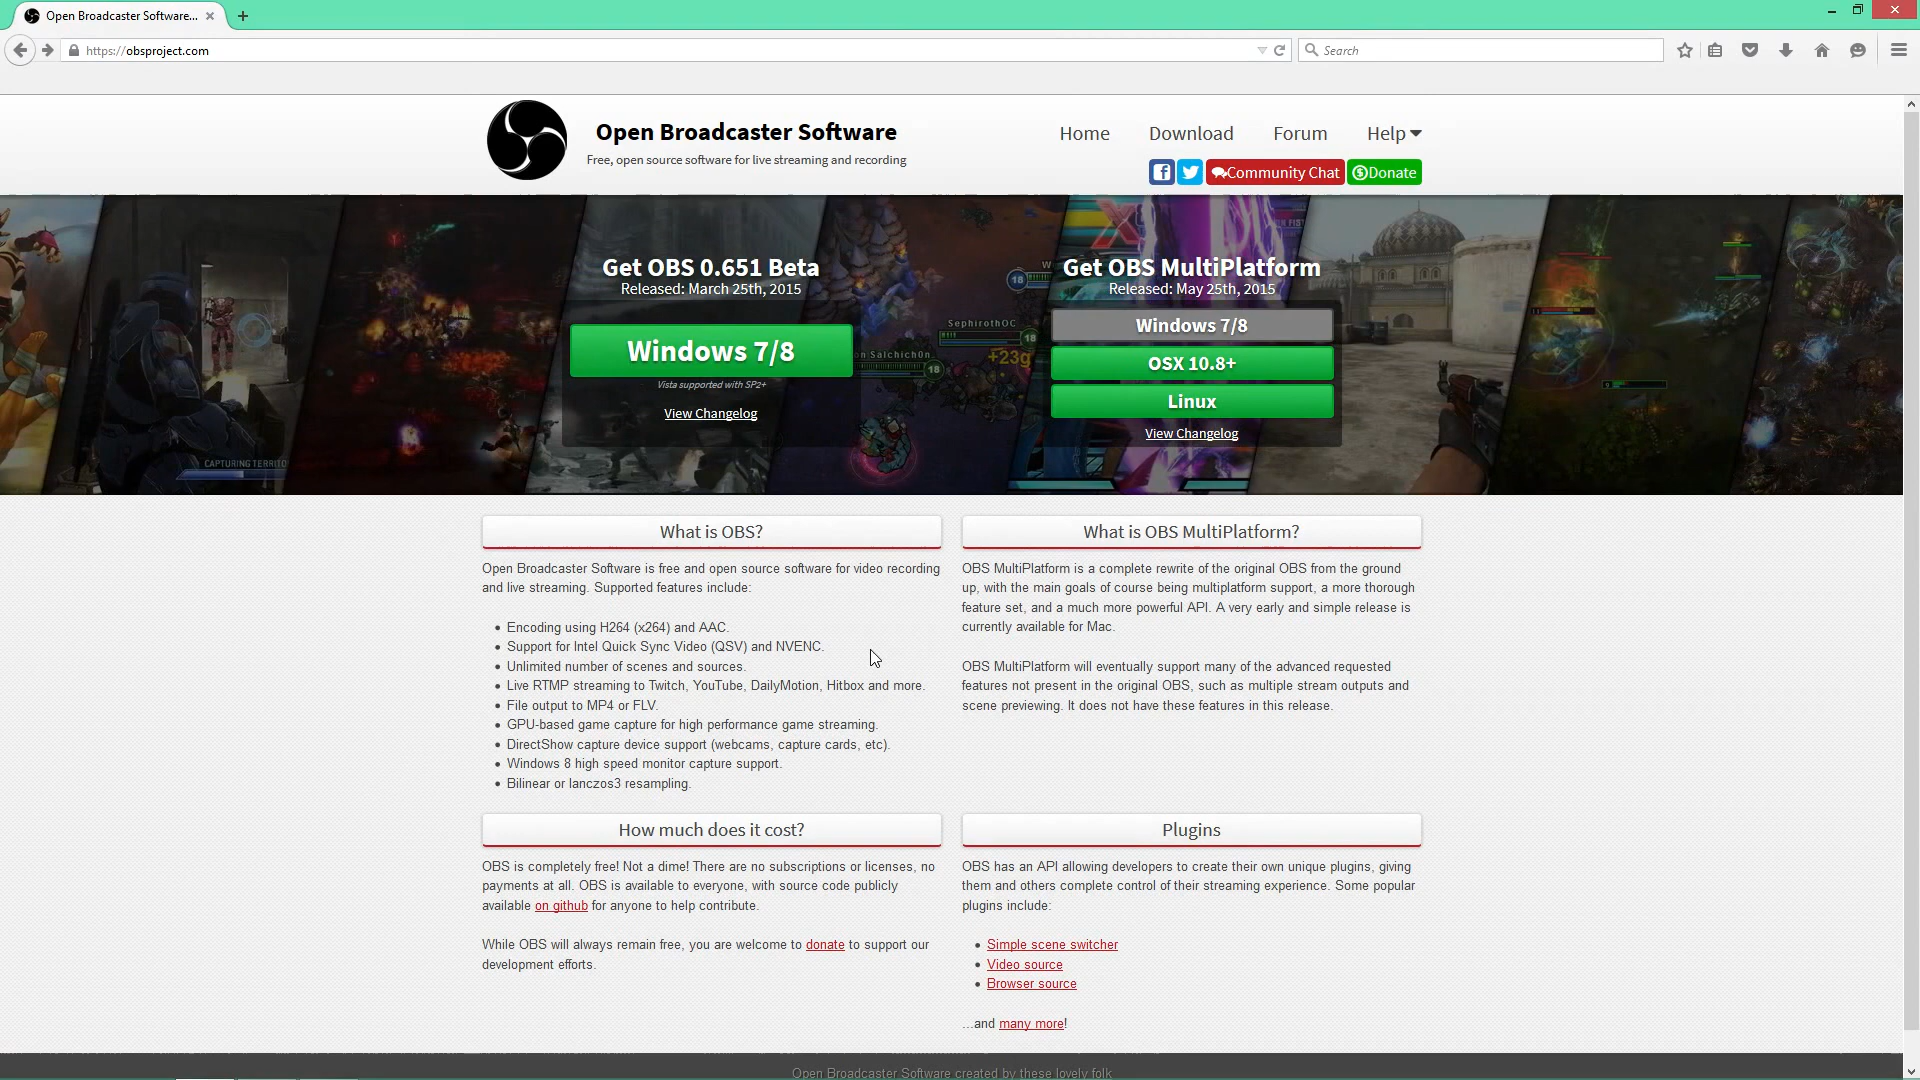 Open Broadcaster Software...
https://obsproject.com
Search
Open Broadcaster Software
Free, open source software for live streaming and recording
Home
Download
Forum
Help
Community Chat
Donate
Get OBS 0.651 Beta
Released: March 25th, 2015
Windows 7/8
Vista supported with SP2+
View Changelog
Get OBS MultiPlatform
Released: May 25th, 2015
Windows 7/8
OSX 10.8+
Linux
View Changelog
SephirothOC
18
18
18
+23g
CAPTURING TERRITO
What is OBS?
Open Broadcaster Software is free and open source software for video recording
and live streaming. Supported features include:
Encoding using H264 (x264) and AAC.
Support for Intel Quick Sync Video (QSV) and NVENC.
Unlimited number of scenes and sources.
Live RTMP streaming to Twitch, YouTube, DailyMotion, Hitbox and more.
File output to MP4 or FLV.
GPU-based game capture for high performance game streaming.
DirectShow capture device support (webcams, capture cards, etc).
Windows 8 high speed monitor capture support.
Bilinear or lanczos3 resampling.
What is OBS MultiPlatform?
OBS MultiPlatform is a complete rewrite of the original OBS from the ground
up, with the main goals of course being multiplatform support, a more thorough
feature set, and a much more powerful API. A very early and simple release is
currently available for Mac.
OBS MultiPlatform will eventually support many of the advanced requested
features not present in the original OBS, such as multiple stream outputs and
scene previewing. It does not have these features in this release.
How much does it cost?
OBS is completely free! Not a dime! There are no subscriptions or licenses, no
payments at all. OBS is available to everyone, with source code publicly
available on github for anyone to help contribute.
While OBS will always remain free, you are welcome to donate to support our
development efforts.
Plugins
OBS has an API allowing developers to create their own unique plugins, giving
them and others complete control of their streaming experience. Some popular
plugins include:
Simple scene switcher
Video source
Browser source
...and many more!
Open Broadcaster Software created by these lovely folk